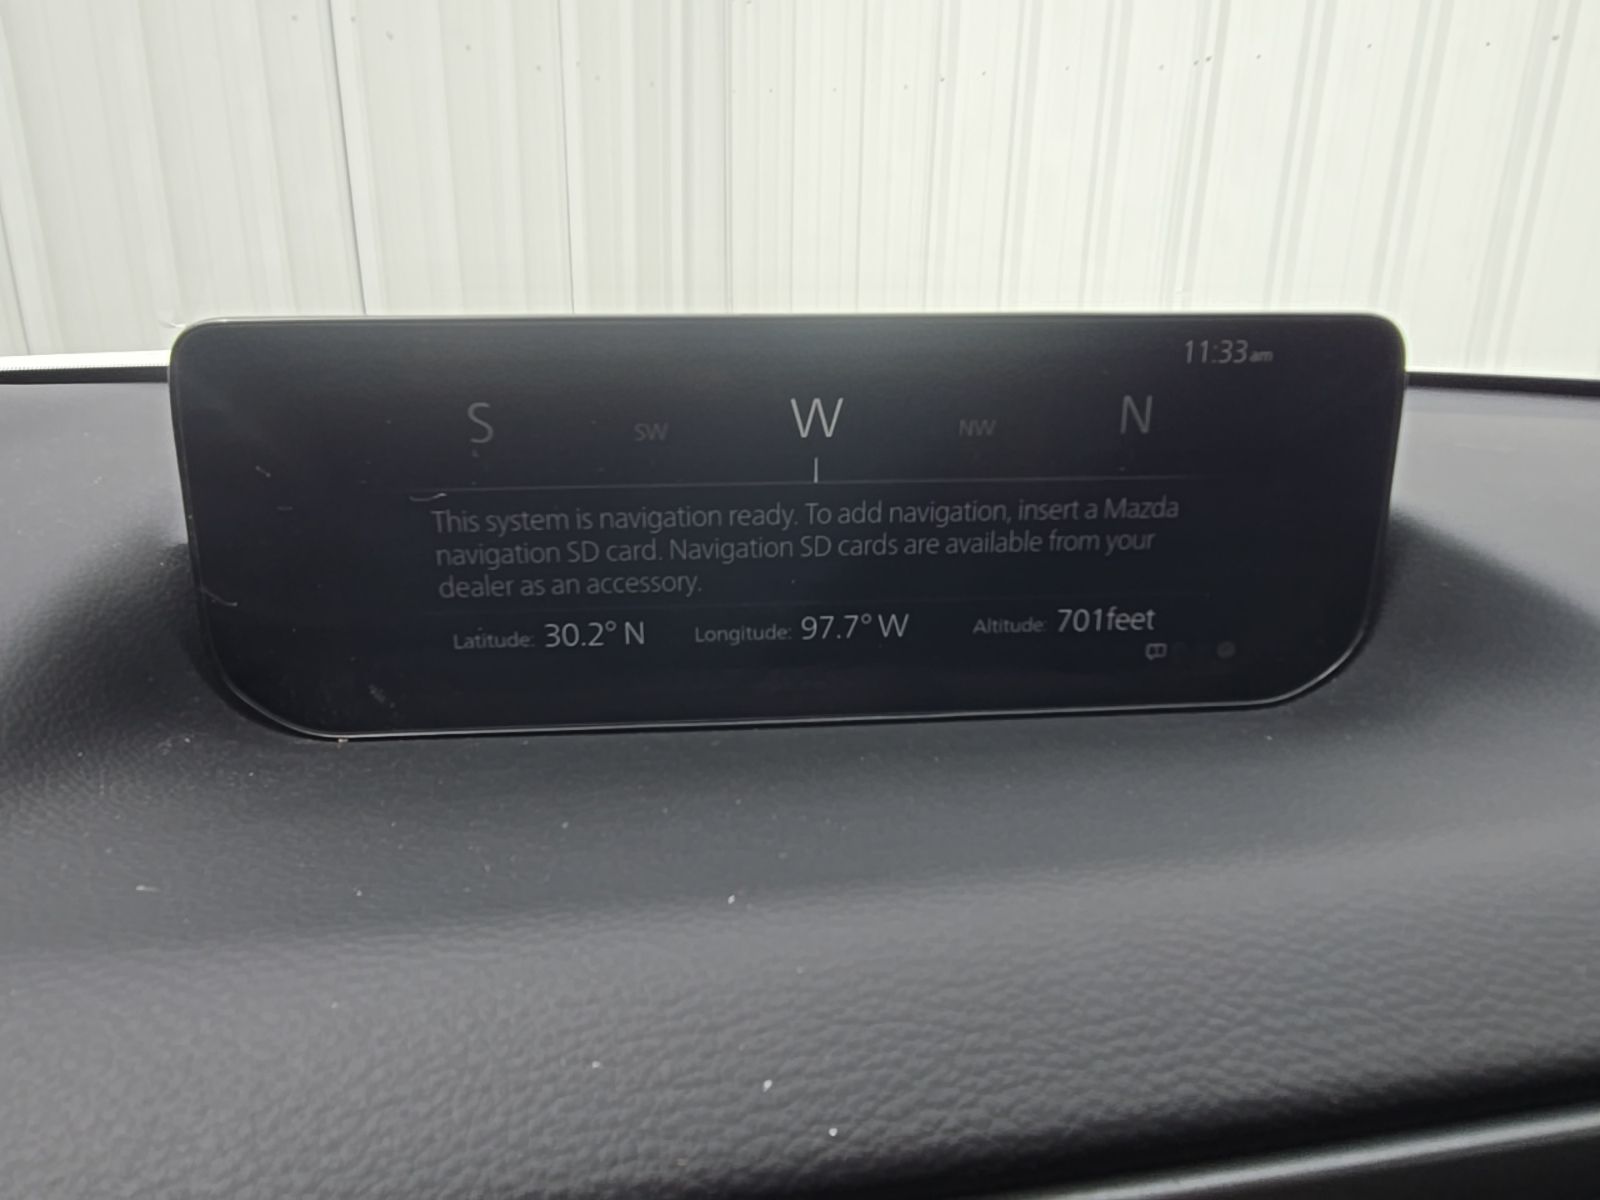 11:33am
S SW W NW N
This system is navigation ready. To add navigation, insert a Mazda
navigation SD card. Navigation SD cards are available from your
dealer as an accessory.
Latitude: 30.2° N Longitude: 97.7° W Altitude: 701feet